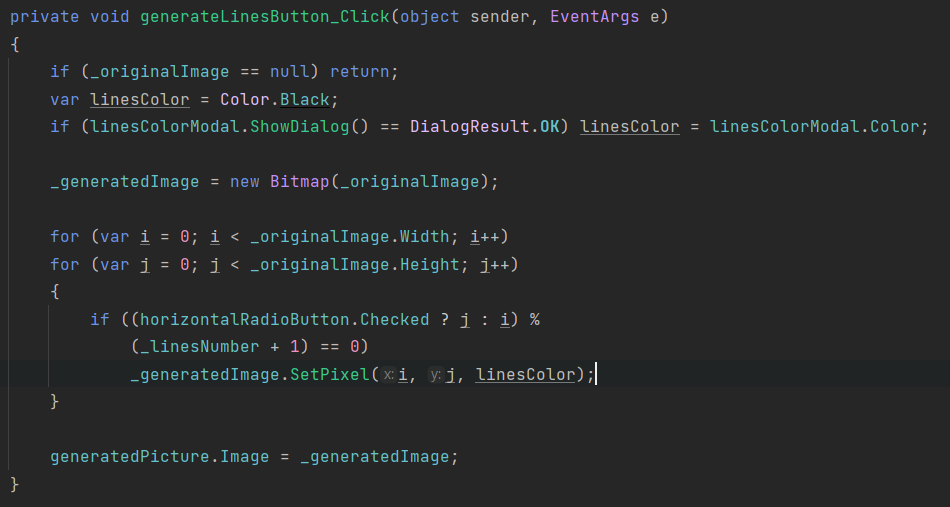 private void generateLinesButton_Click(object sender, EventArgs e)
{
    if (_originalImage == null) return;
    var linesColor = Color.Black;
    if (linesColorModal.ShowDialog() == DialogResult.OK) linesColor = linesColorModal.Color;

    _generatedImage = new Bitmap(_originalImage);

    for (var i = 0; i < _originalImage.Width; i++)
    for (var j = 0; j < _originalImage.Height; j++)
    {
        if ((horizontalRadioButton.Checked ? j : i) %
            (_linesNumber + 1) == 0)
            _generatedImage.SetPixel(x: i, y: j, linesColor);
    }

    generatedPicture.Image = _generatedImage;
}